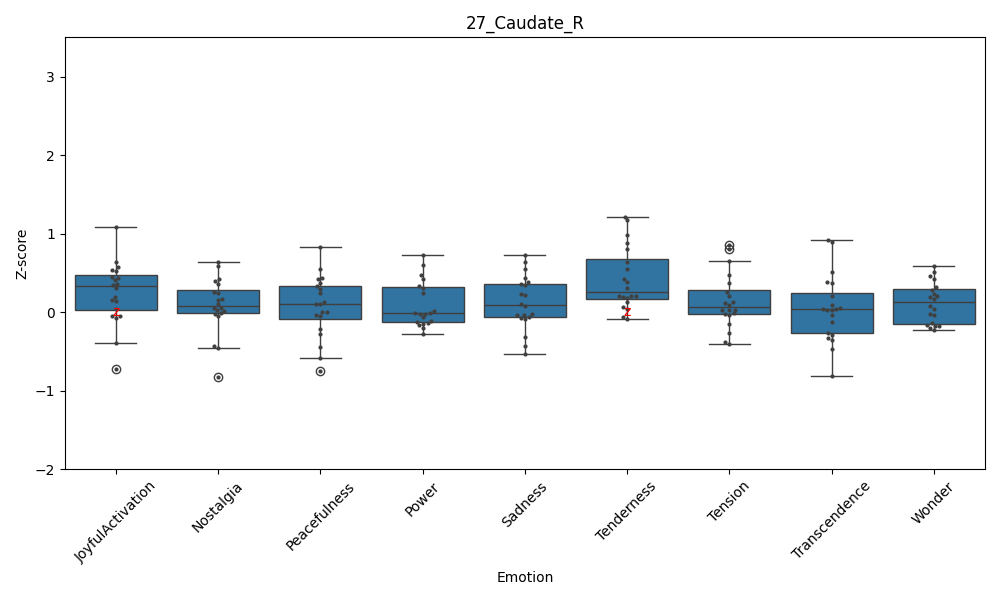 27_Caudate_R
Z-score
3
2
1
0
−1
−2
JoyfulActivation
Nostalgia
Peacefulness
Power
Sadness
Tenderness
Tension
Transcendence
Wonder
Emotion